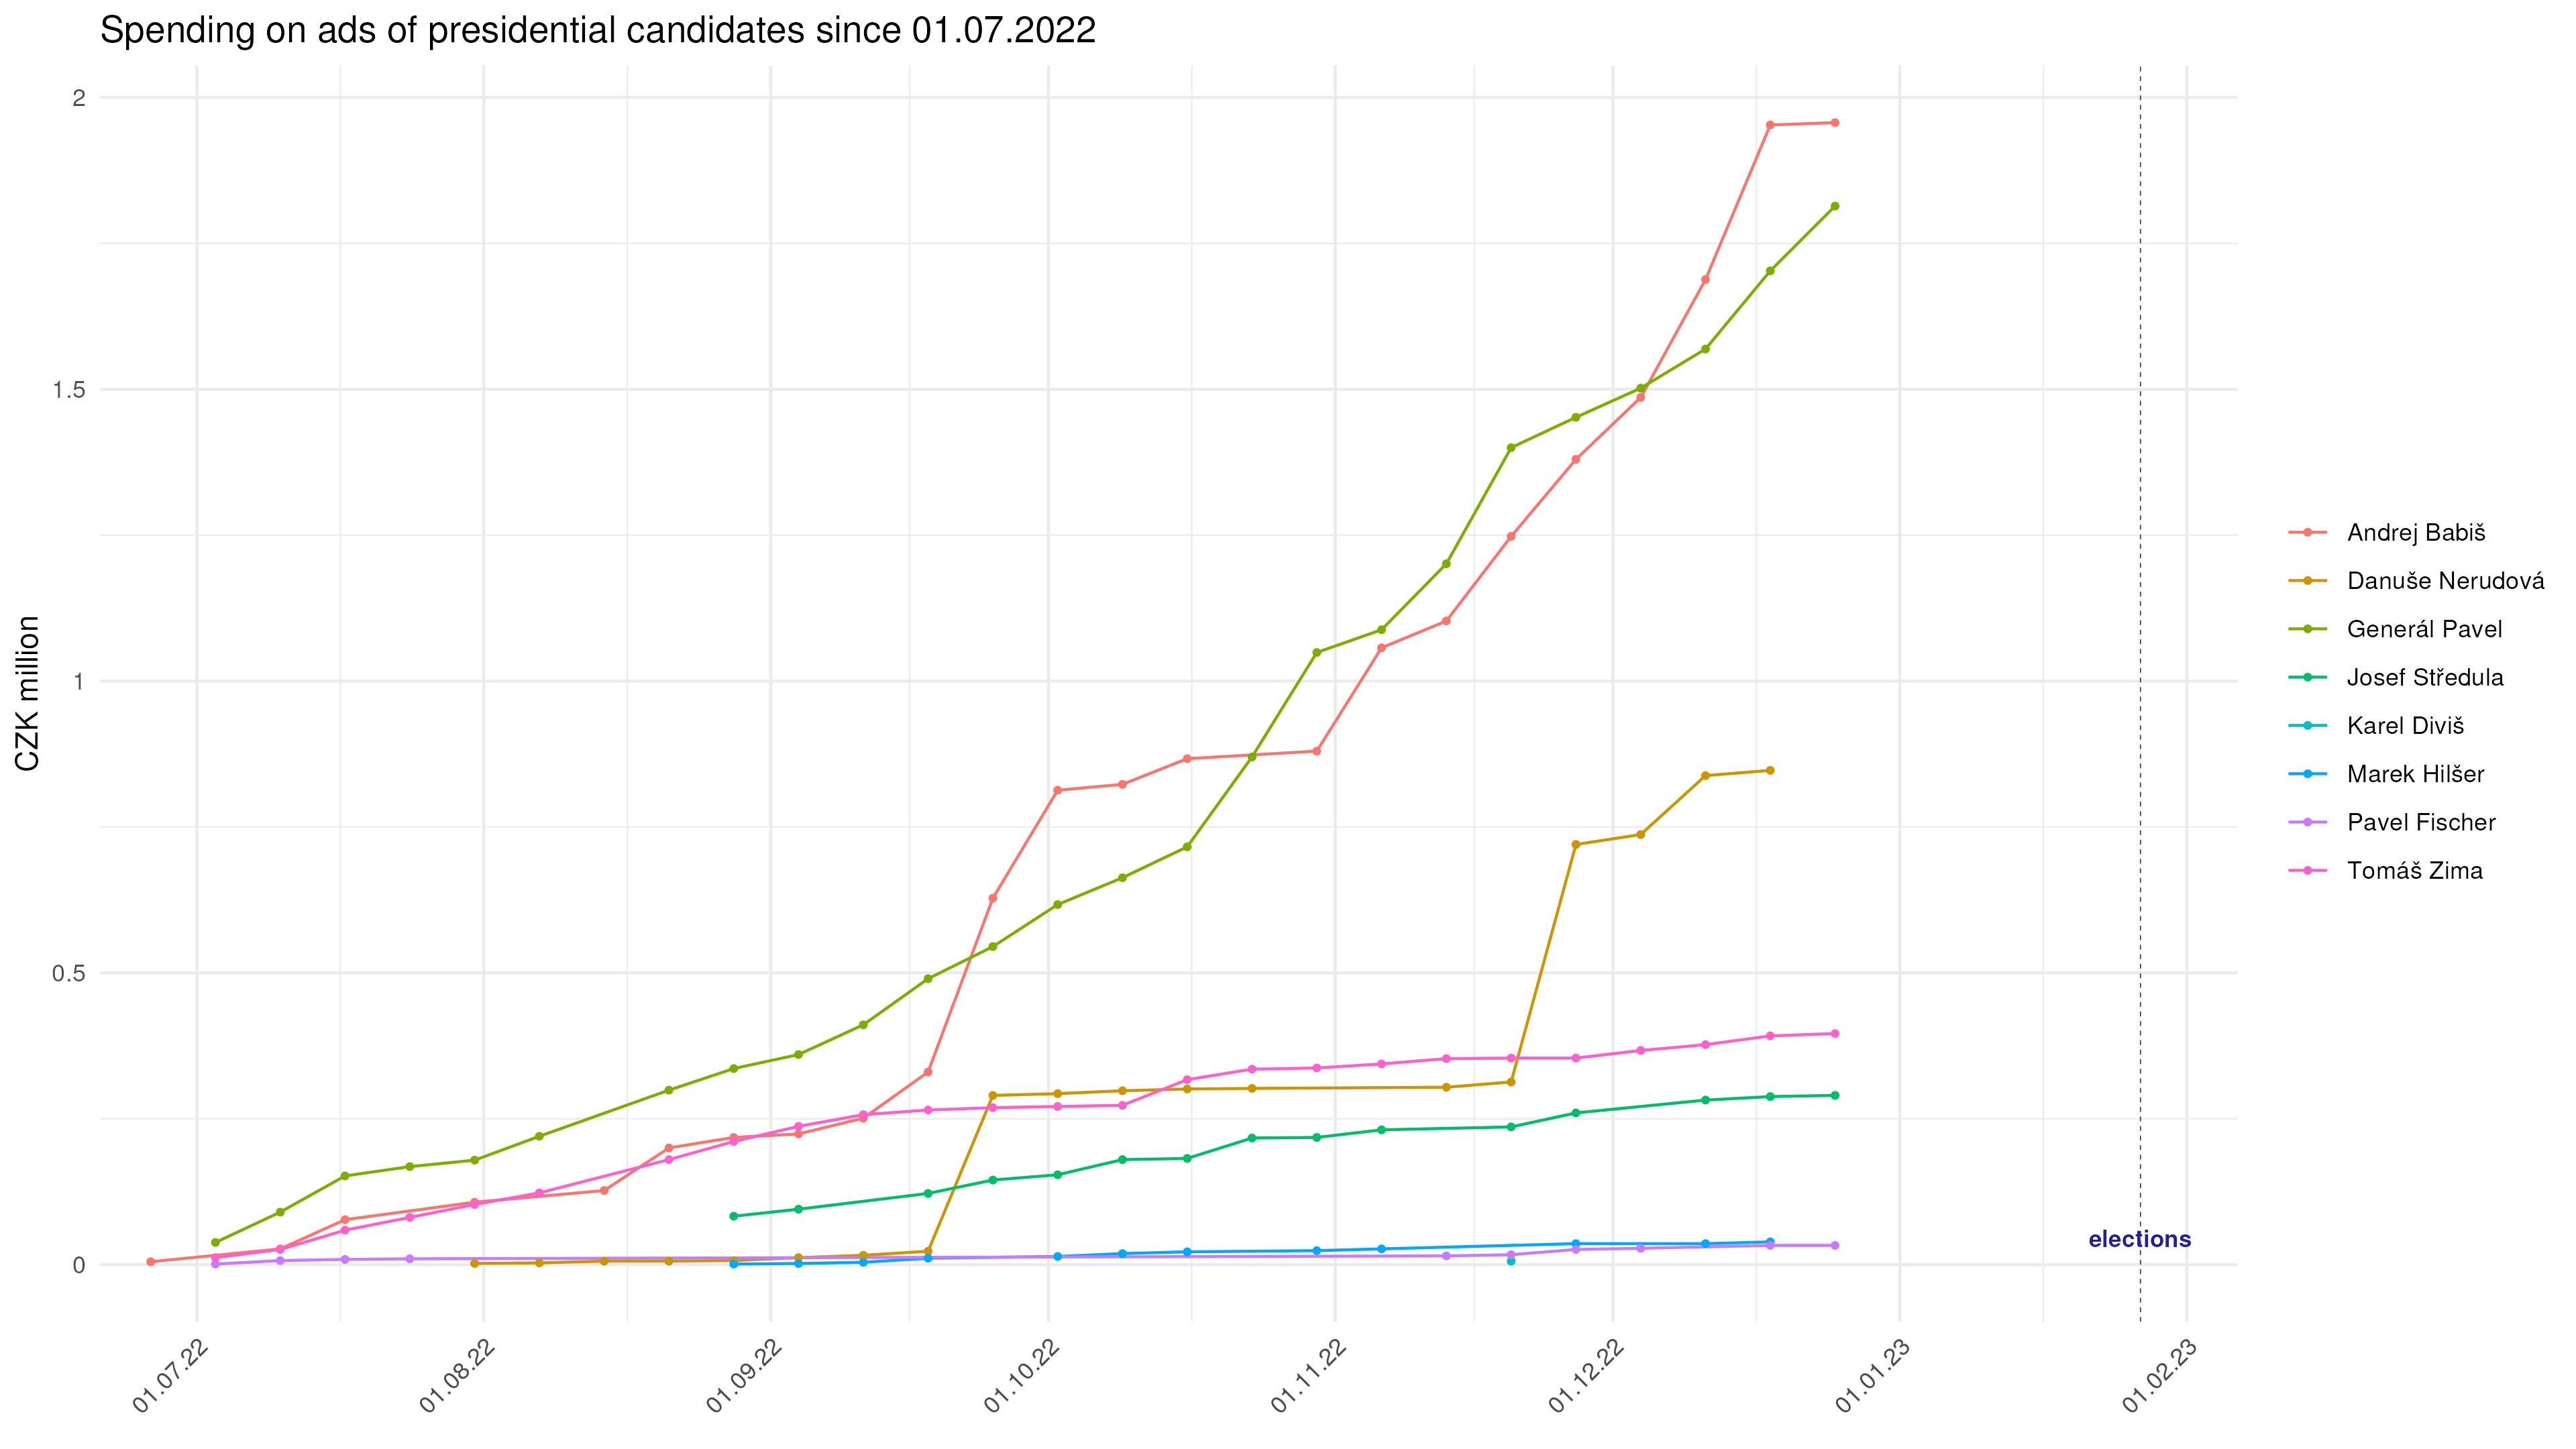 Spending on ads of presidential candidates since 01.07.2022
CZK million
2
1.5
1
0.5
0
01.07.22
01.08.22
01.09.22
01.10.22
01.11.22
01.12.22
01.01.23
01.02.23
elections
Andrej Babiš
Danuše Nerudová
Generál Pavel
Josef Středula
Karel Diviš
Marek Hilšer
Pavel Fischer
Tomáš Zima